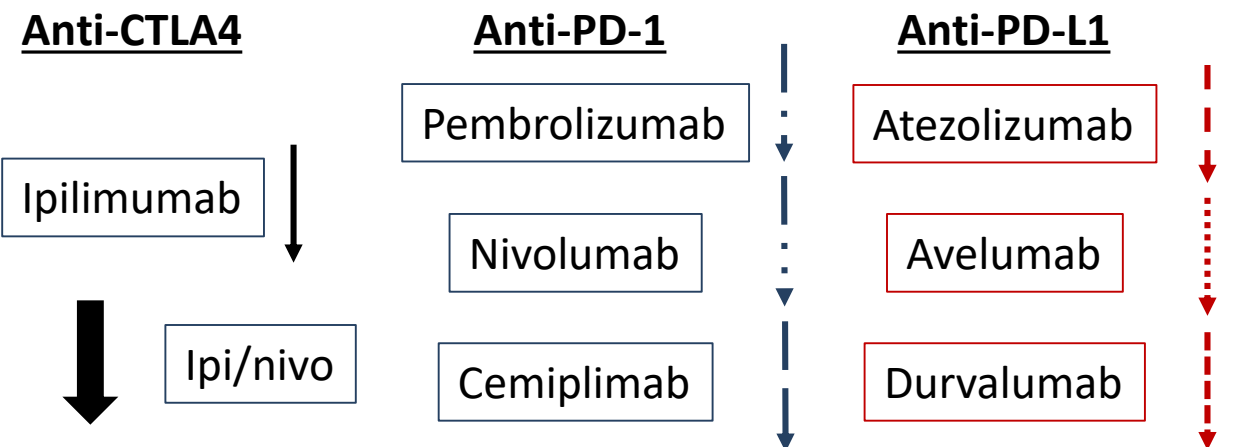 Anti-CTLA4
Ipilimumab
Ipi/nivo
Anti-PD-1
Pembrolizumab
Nivolumab
Cemiplimab
Anti-PD-L1
Atezolizumab
Avelumab
Durvalumab